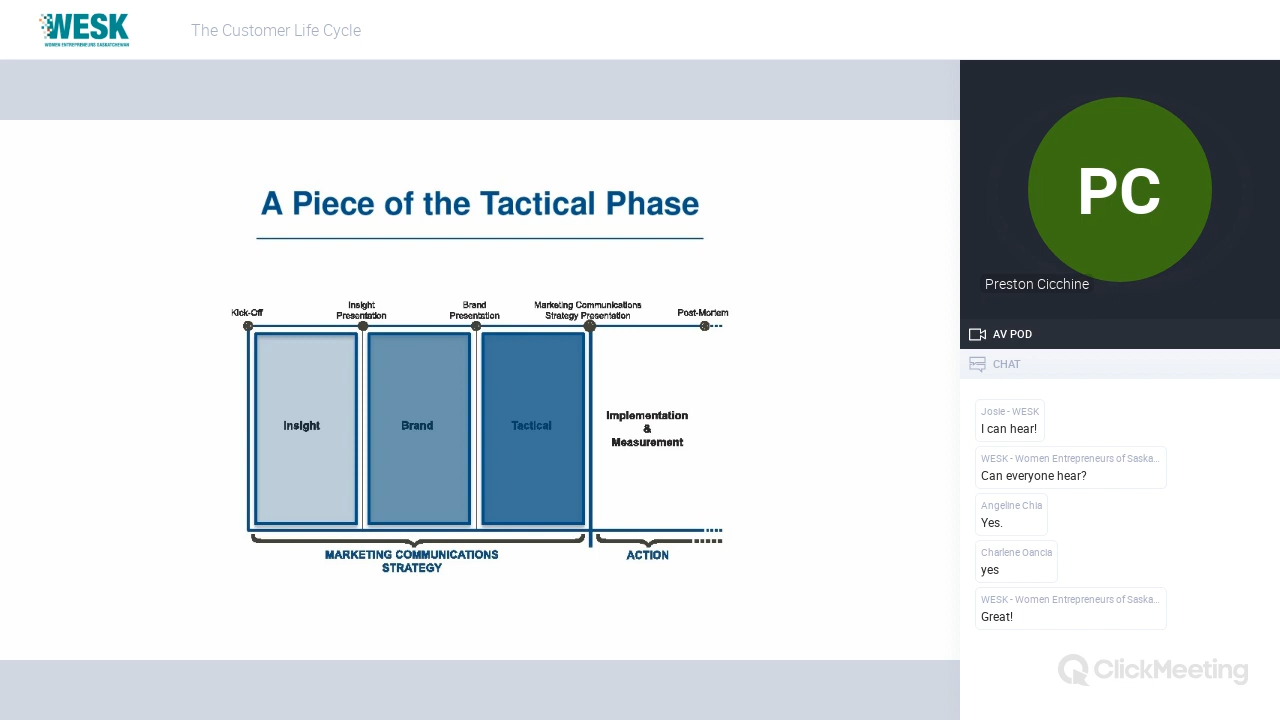 WESK
WOMEN ENTREPRENEURS SASKATCHEWAN
The Customer Life Cycle
A Piece of the Tactical Phase
Kick-Off
Insight
Presentation
Brand
Presentation
Marketing Communications
Strategy Presentation
Post-Mortem
Insight
Brand
Tactical
Implementation
&
Measurement
MARKETING COMMUNICATIONS
STRATEGY
ACTION
PC
Preston Cicchine
AV POD
CHAT
Josie - WESK
I can hear!
WESK - Women Entrepreneurs of Saska...
Can everyone hear?
Angeline Chia
Yes.
Charlene Oancia
yes
WESK - Women Entrepreneurs of Saska...
Great!
ClickMeeting